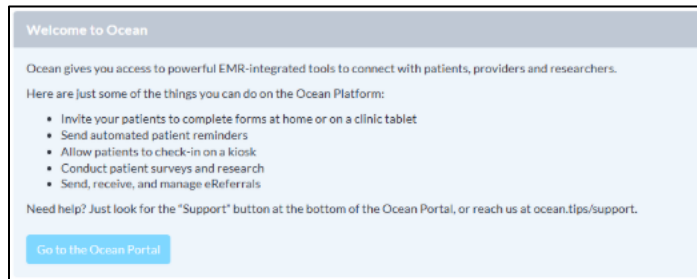 Welcome to Ocean
Ocean gives you access to powerful EMR-integrated tools to connect with patients, providers and researchers.
Here are just some of the things you can do on the Ocean Platform:
• Invite your patients to complete forms at home or on a clinic tablet
• Send automated patient reminders
• Allow patients to check-in on a kiosk
• Conduct patient surveys and research
• Send, receive, and manage eReferrals
Need help? Just look for the "Support" button at the bottom of the Ocean Portal, or reach us at ocean.tips/support.
Go to the Ocean Portal